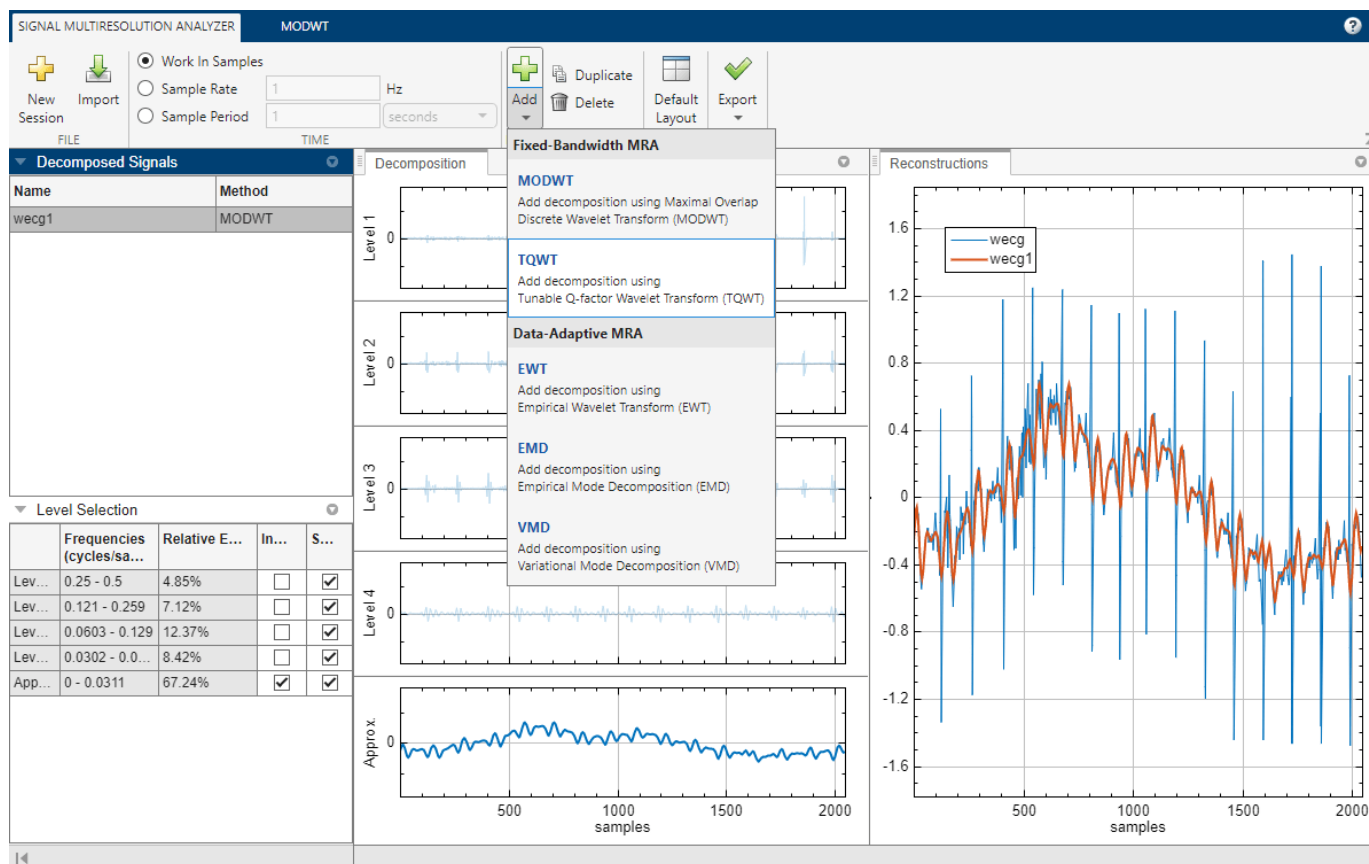 SIGNAL MULTIRESOLUTION ANALYZER MODWT
?
New Session
Import
FILE
Work In Samples
Sample Rate 1 Hz
Sample Period 1 seconds
TIME
Add
Duplicate
Delete
Default Layout
Export
Decomposed Signals
Name Method
wecg1 MODWT
Level Selection
Frequencies (cycles/sa... Relative E... In... S...
Lev... 0.25 - 0.5 4.85%
Lev... 0.121 - 0.259 7.12%
Lev... 0.0603 - 0.129 12.37%
Lev... 0.0302 - 0.0... 8.42%
App... 0 - 0.0311 67.24%
Decomposition
Level 1
0
Level 2
0
Level 3
0
Level 4
0
Approx.
0
500 1000 1500 2000
samples
Fixed-Bandwidth MRA
MODWT
Add decomposition using Maximal Overlap
Discrete Wavelet Transform (MODWT)
TQWT
Add decomposition using
Tunable Q-factor Wavelet Transform (TQWT)
Data-Adaptive MRA
EWT
Add decomposition using
Empirical Wavelet Transform (EWT)
EMD
Add decomposition using
Empirical Mode Decomposition (EMD)
VMD
Add decomposition using
Variational Mode Decomposition (VMD)
Reconstructions
wecg
wecg1
1.6
1.2
0.8
0.4
0
-0.4
-0.8
-1.2
-1.6
500 1000 1500 2000
samples